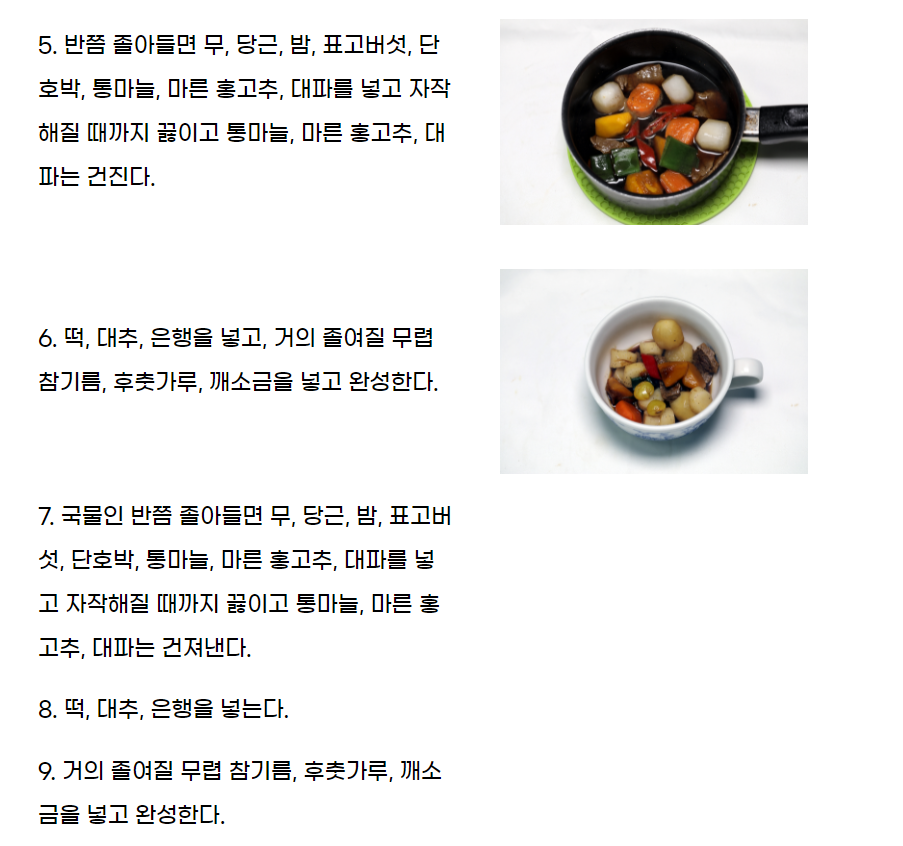 5. 반쯤 졸아들면 무, 당근, 밤, 표고버섯, 단
호박, 통마늘, 마른 홍고추, 대파를 넣고 자작
해질 때까지 끓이고 통마늘, 마른 홍고추, 대
파는 건진다.
6. 떡, 대추, 은행을 넣고, 거의 졸여질 무렵
참기름, 후춧가루, 깨소금을 넣고 완성한다.
7. 국물인 반쯤 졸아들면 무, 당근, 밤, 표고버
섯, 단호박, 통마늘, 마른 홍고추, 대파를 넣
고 자작해질 때까지 끓이고 통마늘, 마른 홍
고추, 대파는 건져낸다.
8. 떡, 대추, 은행을 넣는다.
9. 거의 졸여질 무렵 참기름, 후춧가루, 깨소
금을 넣고 완성한다.